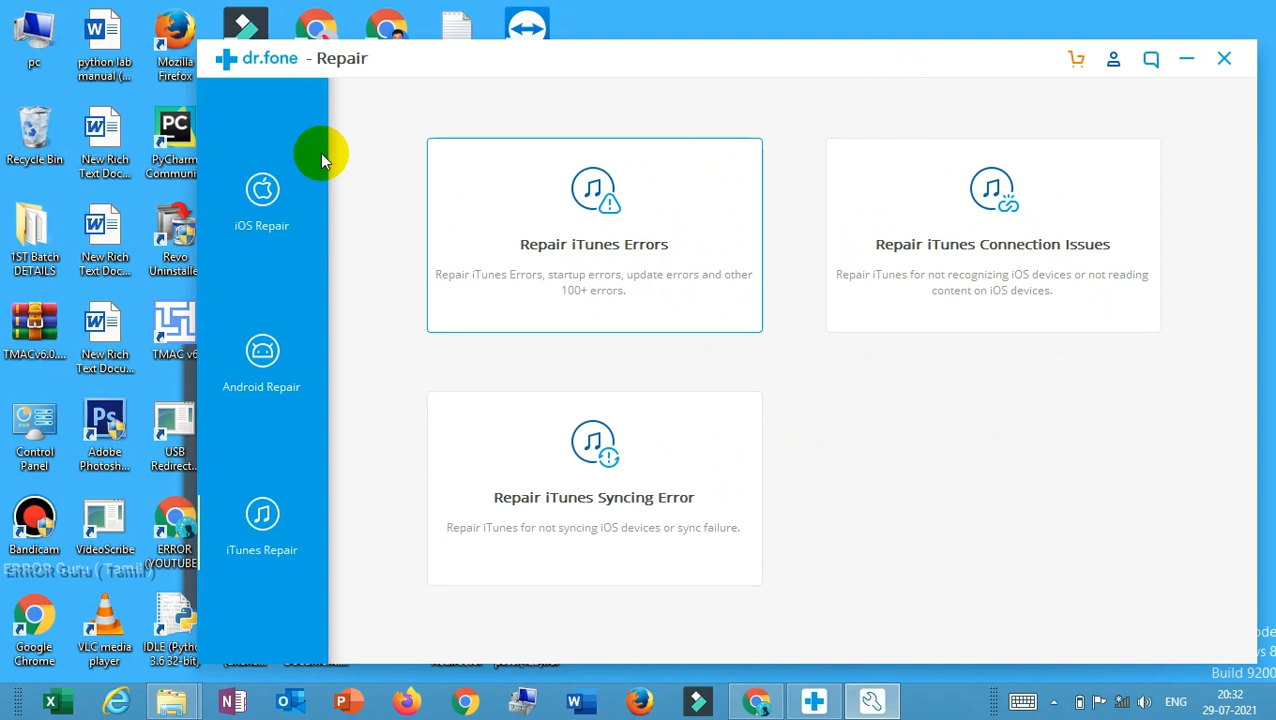 pc
python lab
manual (...
Mozilla
Firefox
dr.fone - Repair
Recycle Bin
New Rich
Text Doc...
PyCharm
Communi...
iOS Repair
Repair iTunes Errors
Repair iTunes Errors, startup errors, update errors and other
100+ errors.
Repair iTunes Connection Issues
Repair iTunes for not recognizing iOS devices or not reading
content on iOS devices.
1ST Batch
DETAILS
New Rich
Text Doc...
Revo
Uninstalle
TMACv6.0....
New Rich
Text Docu...
TMAC v6
Android Repair
Control
Panel
Adobe
Photosh...
USB
Redirect..
Repair iTunes Syncing Error
Repair iTunes for not syncing iOS devices or sync failure.
Bandicam
VideoScribe
ERROR
(YOUTUBE
iTunes Repair
ERROR Guru ( Tamil)
Google
Chrome
VLC media
player
IDLE (Pytho
3.6 32-bit)
Build 9200
ENG
20:32
29-07-2021